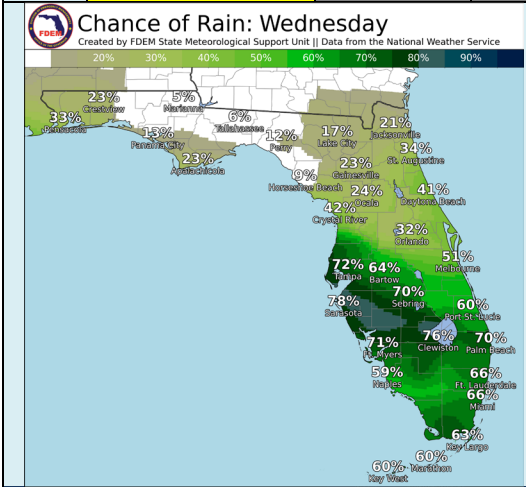 FDEM
Chance of Rain: Wednesday
Created by FDEM State Meteorological Support Unit || Data from the National Weather Service
20% 30% 40% 50% 60% 70% 80% 90%
33%
Pensacola
23%
Crestview
5%
Marianna
13%
Panama City
23%
Apalachicola
6%
Tallahassee
12%
Perry
17%
Lake City
21%
Jacksonville
34%
St. Augustine
23%
Gainesville
9%
Horseshoe Beach
24%
Ocala
41%
Daytona Beach
42%
Crystal River
32%
Orlando
51%
Melbourne
72%
Tampa
64%
Bartow
70%
Sebring
78%
Sarasota
60%
Port St. Lucie
76%
Clewiston
70%
Palm Beach
71%
Ft. Myers
59%
Naples
66%
Ft. Lauderdale
66%
Miami
63%
Key Largo
60%
Marathon
60%
Key West